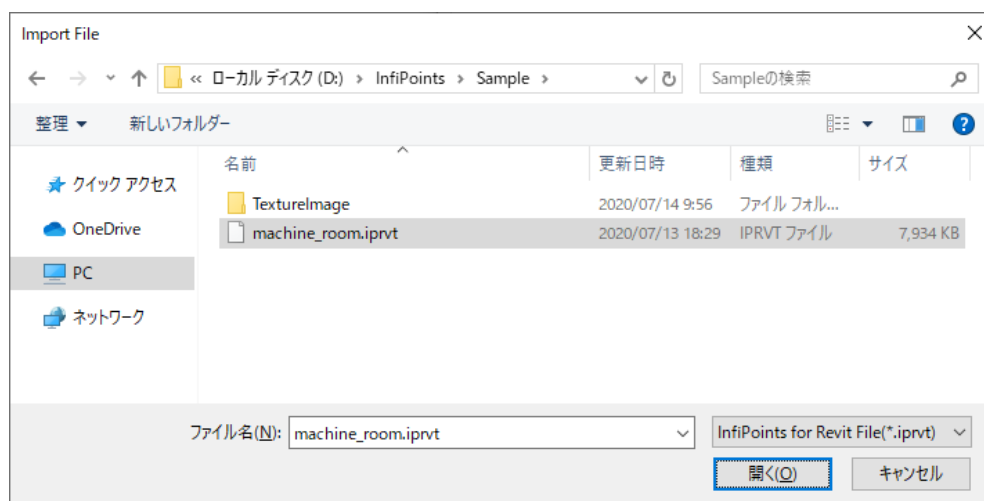 Import File
« ローカル ディスク (D:) › InfiPoints › Sample ›
Sampleの検索
整理
新しいフォルダー
?
名前
更新日時
種類
サイズ
クイック アクセス
OneDrive
PC
ネットワーク
TextureImage
2020/07/14 9:56
ファイル フォル...
machine_room.iprvt
2020/07/13 18:29
IPRVT ファイル
7,934 KB
ファイル名(N):
machine_room.iprvt
InfiPoints for Revit File(*.iprvt)
開く(O)
キャンセル